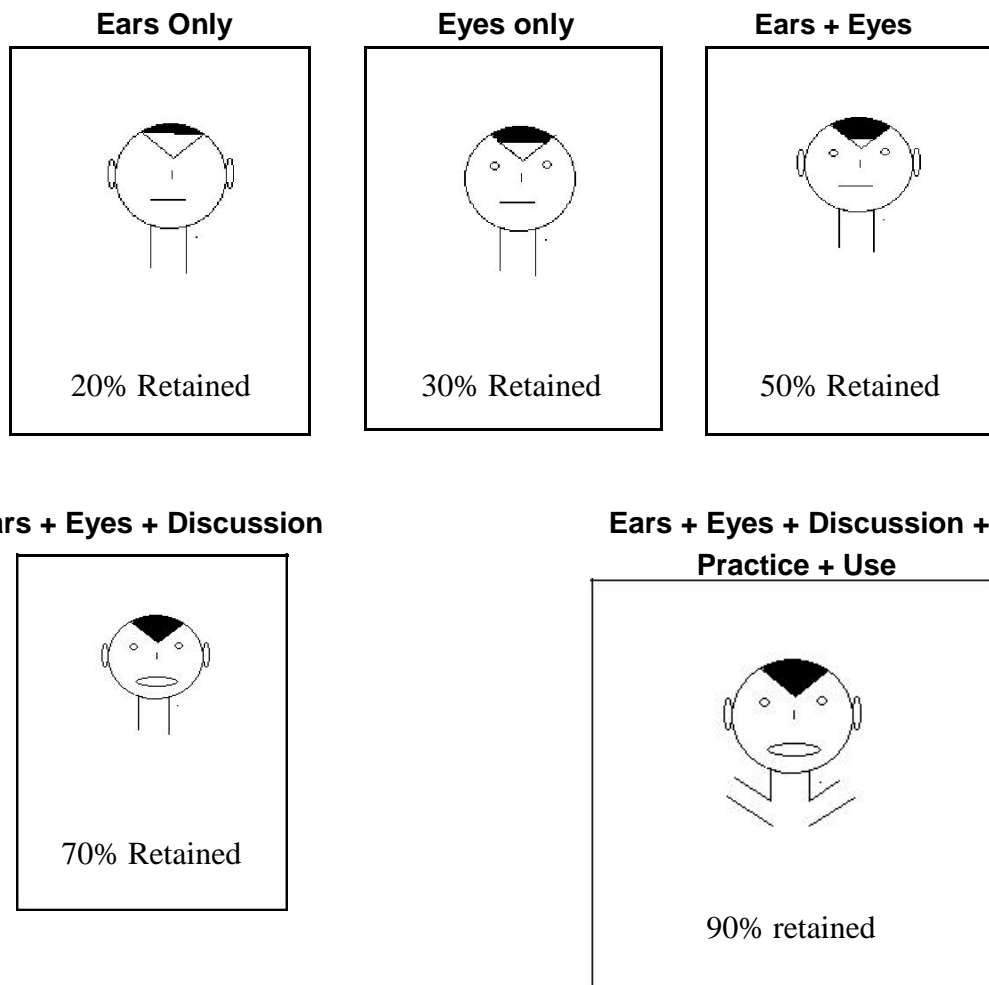 Ears Only
Eyes only
Ears + Eyes
20% Retained
30% Retained
50% Retained
ars + Eyes + Discussion
70% Retained
Ears + Eyes + Discussion +
Practice + Use
90% retained